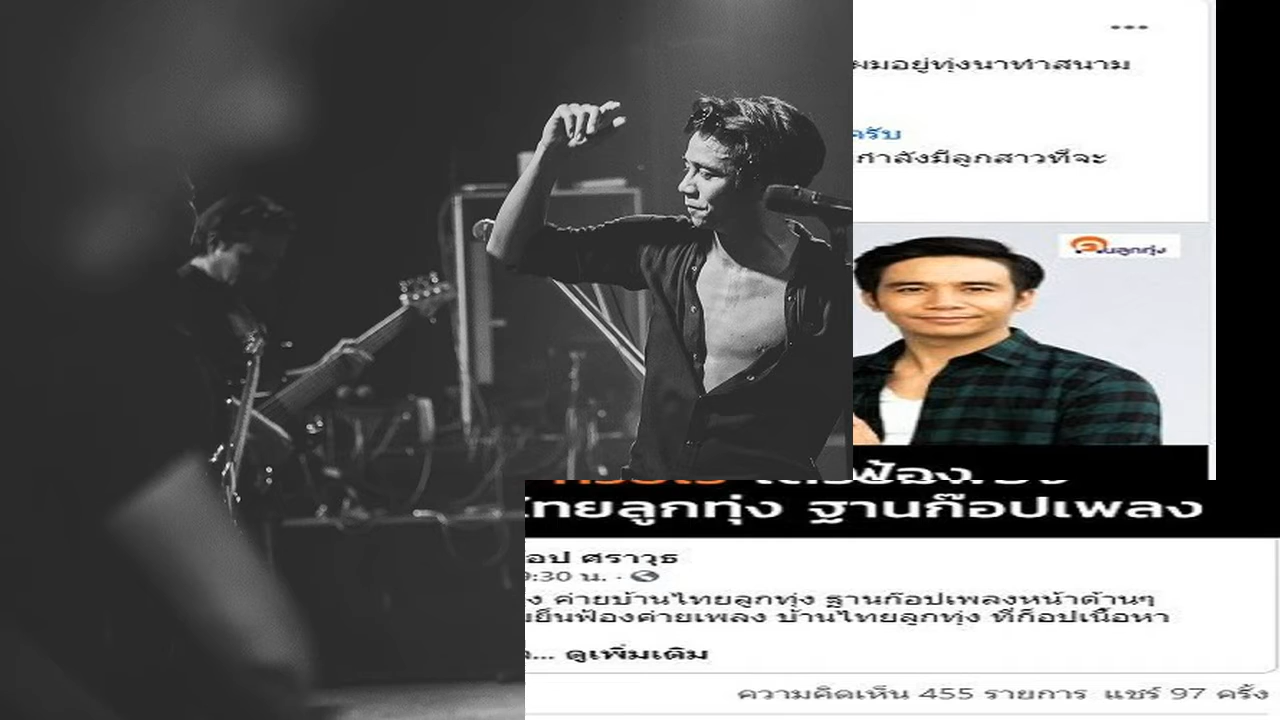 ผมอยู่ทุ่งนาทาสนาม
ครับ
กำลังมีลูกสาวที่จะ
ฟ้อง
ไทยลูกทุ่ง ฐานก๊อปเพลง
อป ศราวุธ
9:30 น. ·
ง ค่ายบ้านไทยลูกทุ่ง ฐานก๊อปเพลงหน้าด้านๆ
ยื่นฟ้องค่ายเพลง บ้านไทยลูกทุ่ง ที่ก็อปเนื้อหา
... ดูเพิ่มเติม
ความคิดเห็น 455 รายการ แชร์ 97 ครั้ง